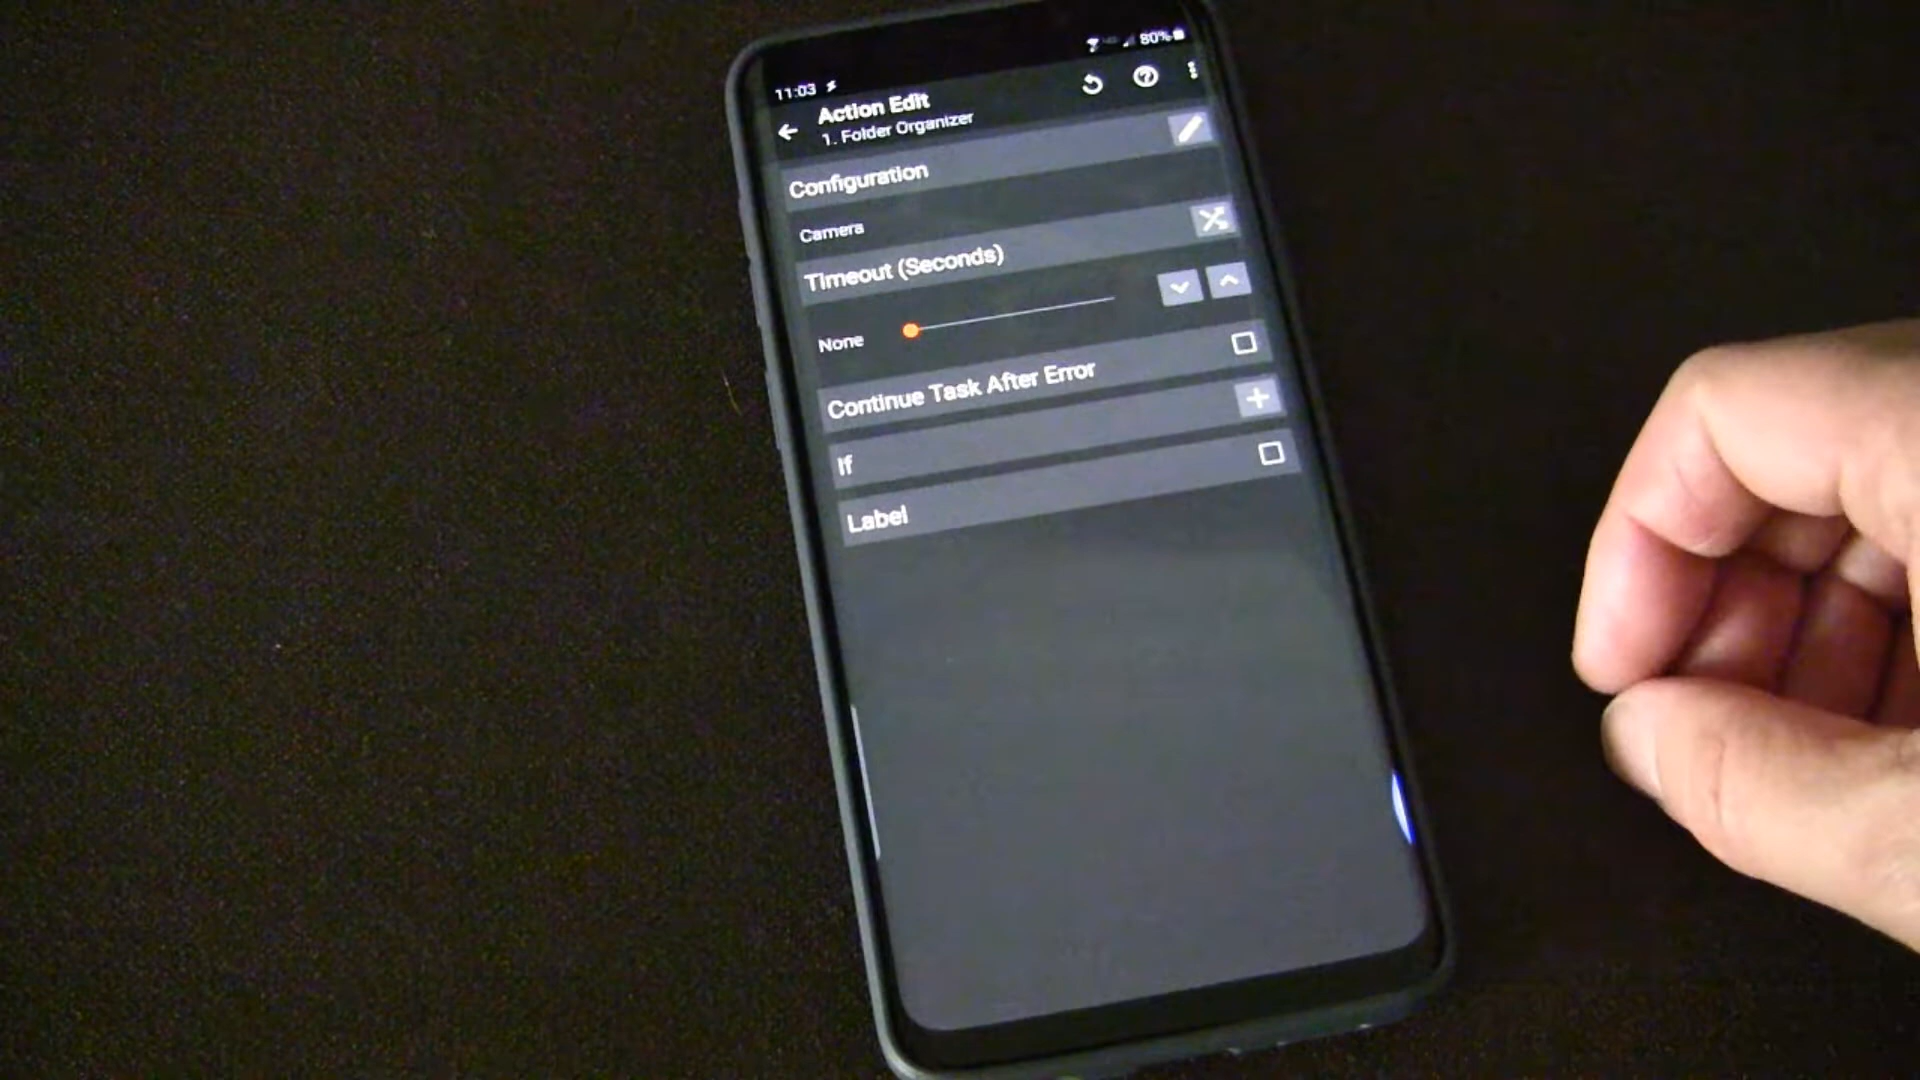 80%
11:03
Action Edit
1. Folder Organizer
Configuration
Camera
Timeout (Seconds)
None
Continue Task After Error
If
Label